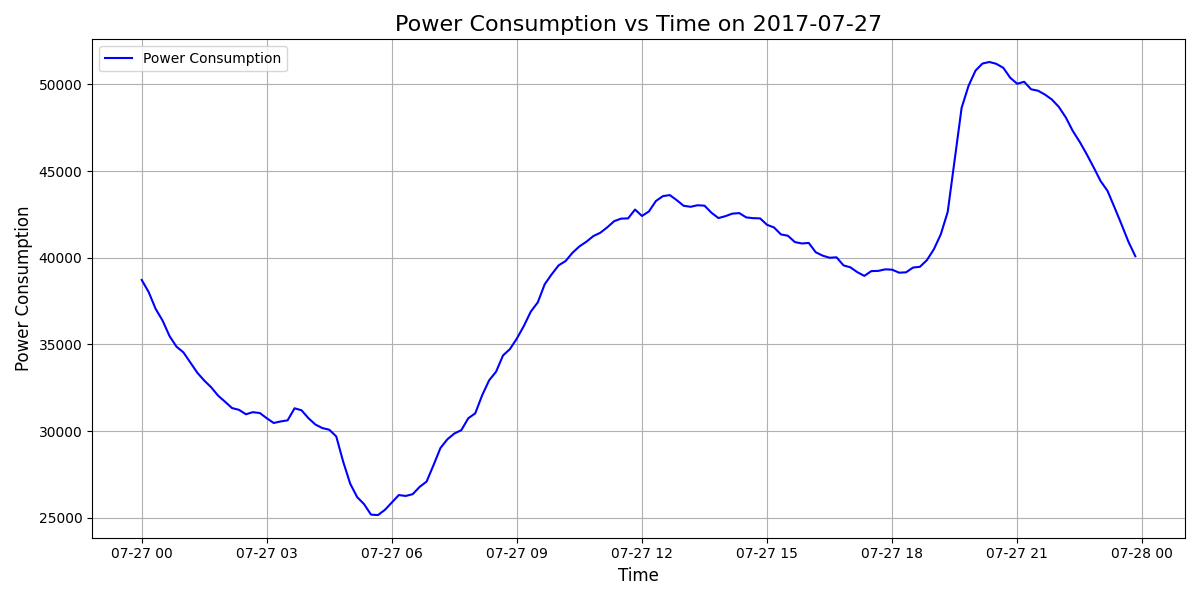 Power Consumption vs Time on 2017-07-27
Power Consumption
50000
45000
40000
35000
30000
25000
Power Consumption
07-27 00 07-27 03 07-27 06 07-27 09 07-27 12 07-27 15 07-27 18 07-27 21 07-28 00
Time